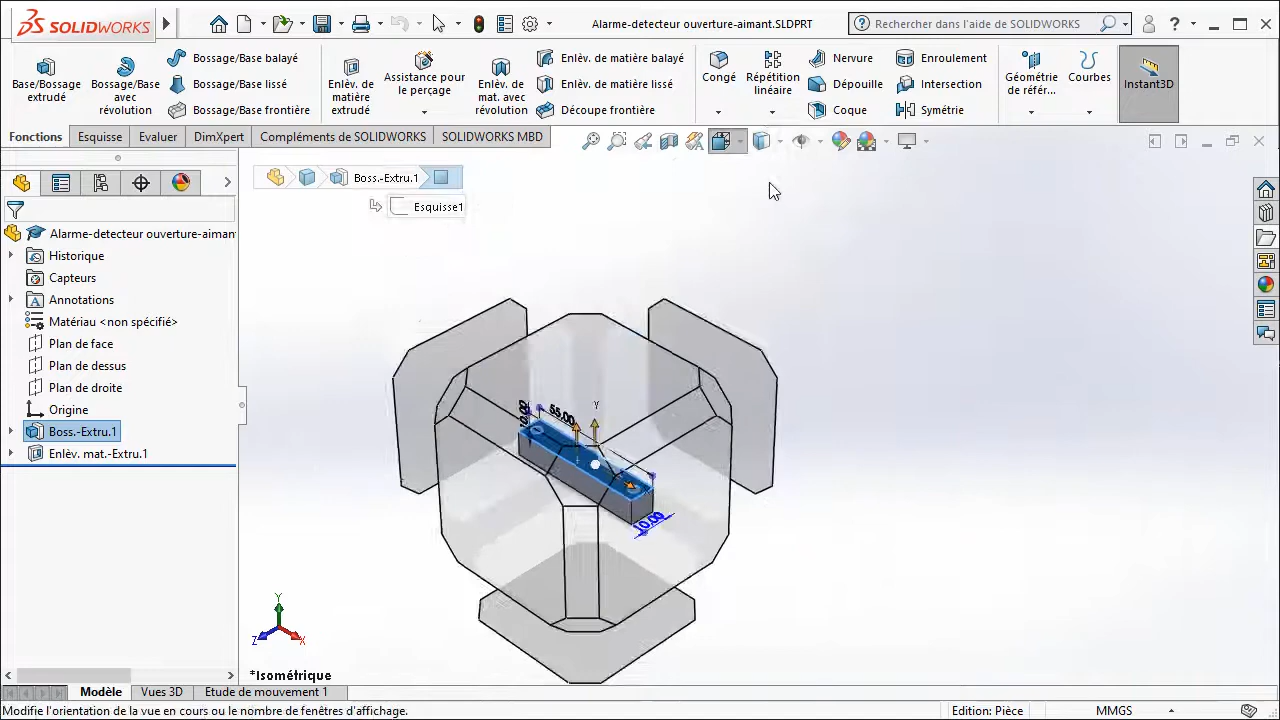 SOLIDWORKS
Alarme-detecteur ouverture-aimant.SLDPRT
Rechercher dans l'aide de SOLIDWORKS
Base/Bossage extrudé
Bossage/Base avec révolution
Bossage/Base balayé
Bossage/Base lissé
Bossage/Base frontière
Enlèv. de matière extrudé
Assistance pour le perçage
Enlèv. de mat. avec révolution
Enlèv. de matière balayé
Enlèv. de matière lissé
Découpe frontière
Congé
Répétition linéaire
Nervure
Dépouille
Coque
Enroulement
Intersection
Symétrie
Géométrie de référ...
Courbes
Instant3D
Fonctions
Esquisse
Evaluer
DimXpert
Compléments de SOLIDWORKS
SOLIDWORKS MBD
Boss.-Extru.1
Esquisse1
Alarme-detecteur ouverture-aimant
Historique
Capteurs
Annotations
Matériau <non spécifié>
Plan de face
Plan de dessus
Plan de droite
Origine
Boss.-Extru.1
Enlèv. mat.-Extru.1
10.00
55.00
Y
10.00
Y
Z
X
*Isométrique
Modèle
Vues 3D
Etude de mouvement 1
Modifie l'orientation de la vue en cours ou le nombre de fenêtres d'affichage.
Edition: Pièce
MMGS